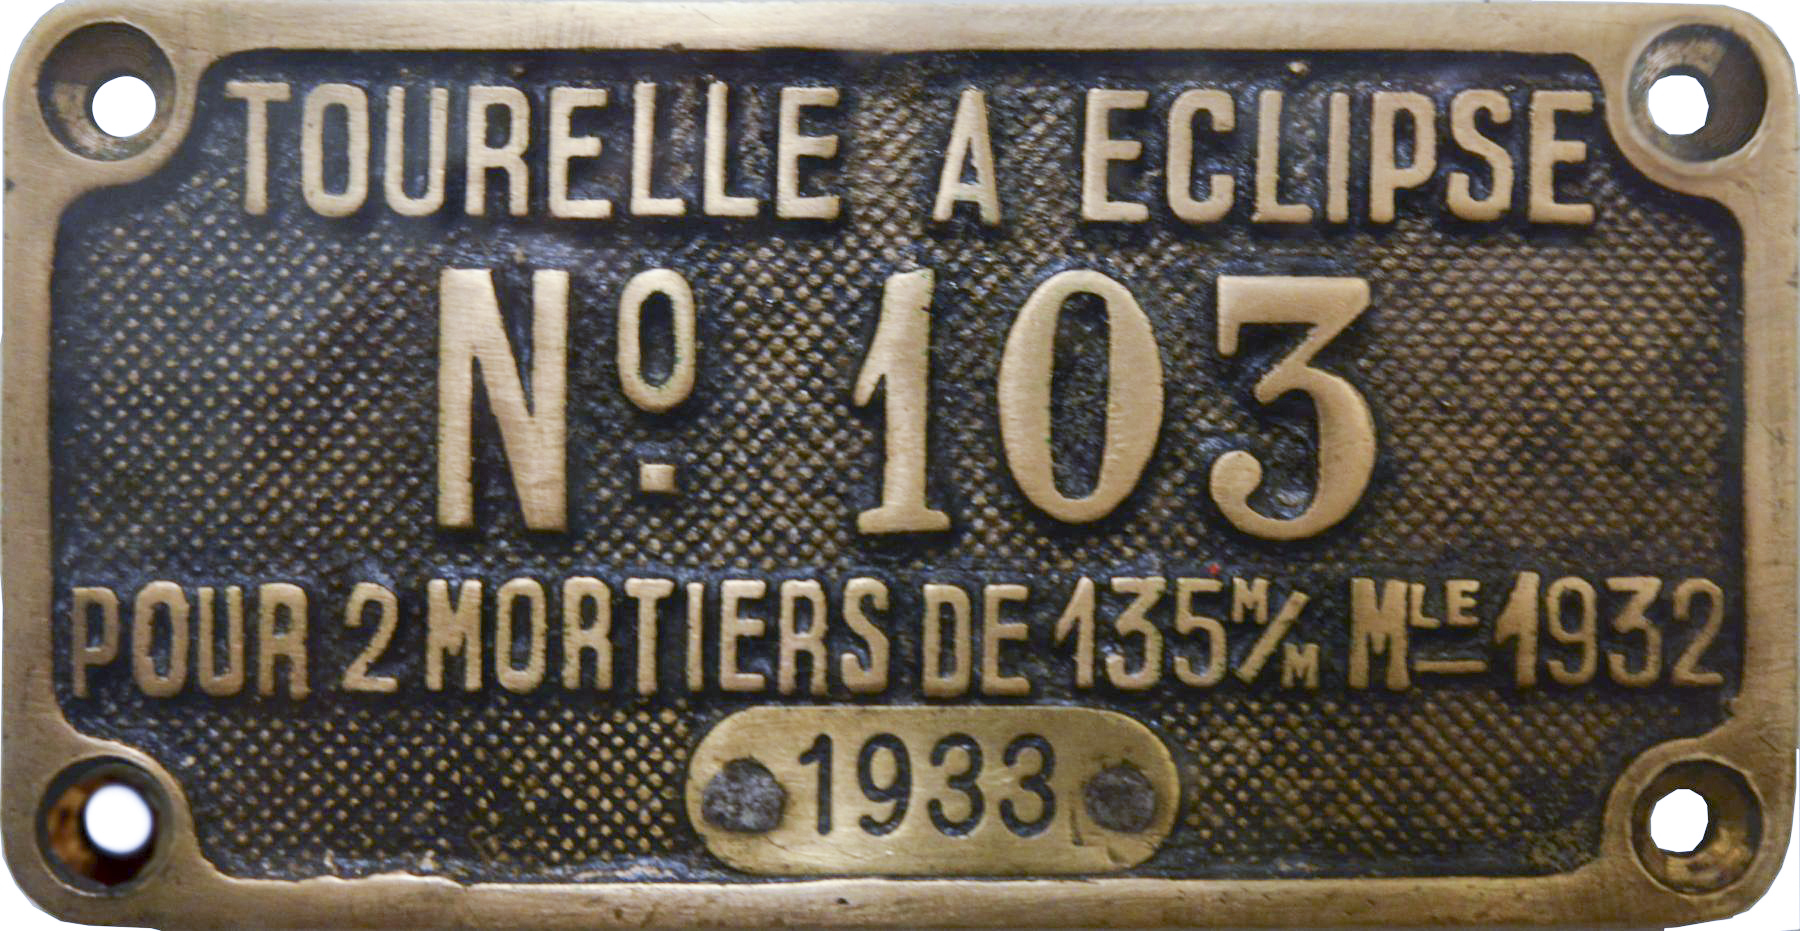 TOURELLE A ECLIPSE
Nº. 103
POUR 2 MORTIERS DE 135 M/M MLE 1932
1933